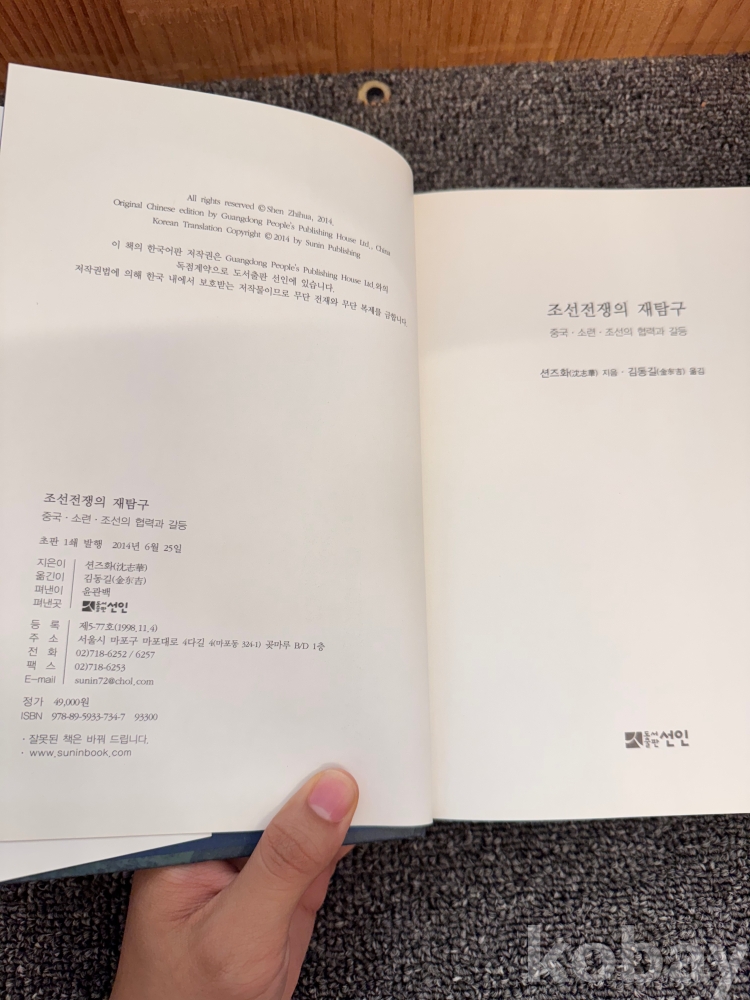 All rights reserved ©Shen Zhihua, 2014.
Original Chinese edition by Guangdong People's Publishing House Ltd., China
Korean Translation Copyright ©2014 by Sunin Publishing
이 책의 한국어판 저작권은 Guangdong People's Publishing House Ltd.와의
독점계약으로 도서출판 선인에 있습니다.
저작권법에 의해 한국 내에서 보호받는 저작물이므로 무단 전재와 무단 복제를 금합니다.
조선전쟁의 재탐구
중국·소련·조선의 협력과 갈등
초판 1쇄 발행 2014년 6월 25일
지은이 션즈화(沈志華)
옮긴이 김동길(金东吉)
펴낸이 윤관백
펴낸곳 도서출판 선인
등 록 제5-77호(1998.11.4)
주 소 서울시 마포구 마포대로 4다길 4(마포동 324-1) 곶마루 B/D 1층
전 화 02)718-6252 / 6257
팩 스 02)718-6253
E-mail sunin72@chol.com
정가 49,000원
ISBN 978-89-5933-734-7 93300
· 잘못된 책은 바꿔 드립니다.
· www.suninbook.com
조선전쟁의 재탐구
중국·소련·조선의 협력과 갈등
션즈화(沈志華) 지음·김동길(金东吉) 옮김
도서출판 선인
kobay